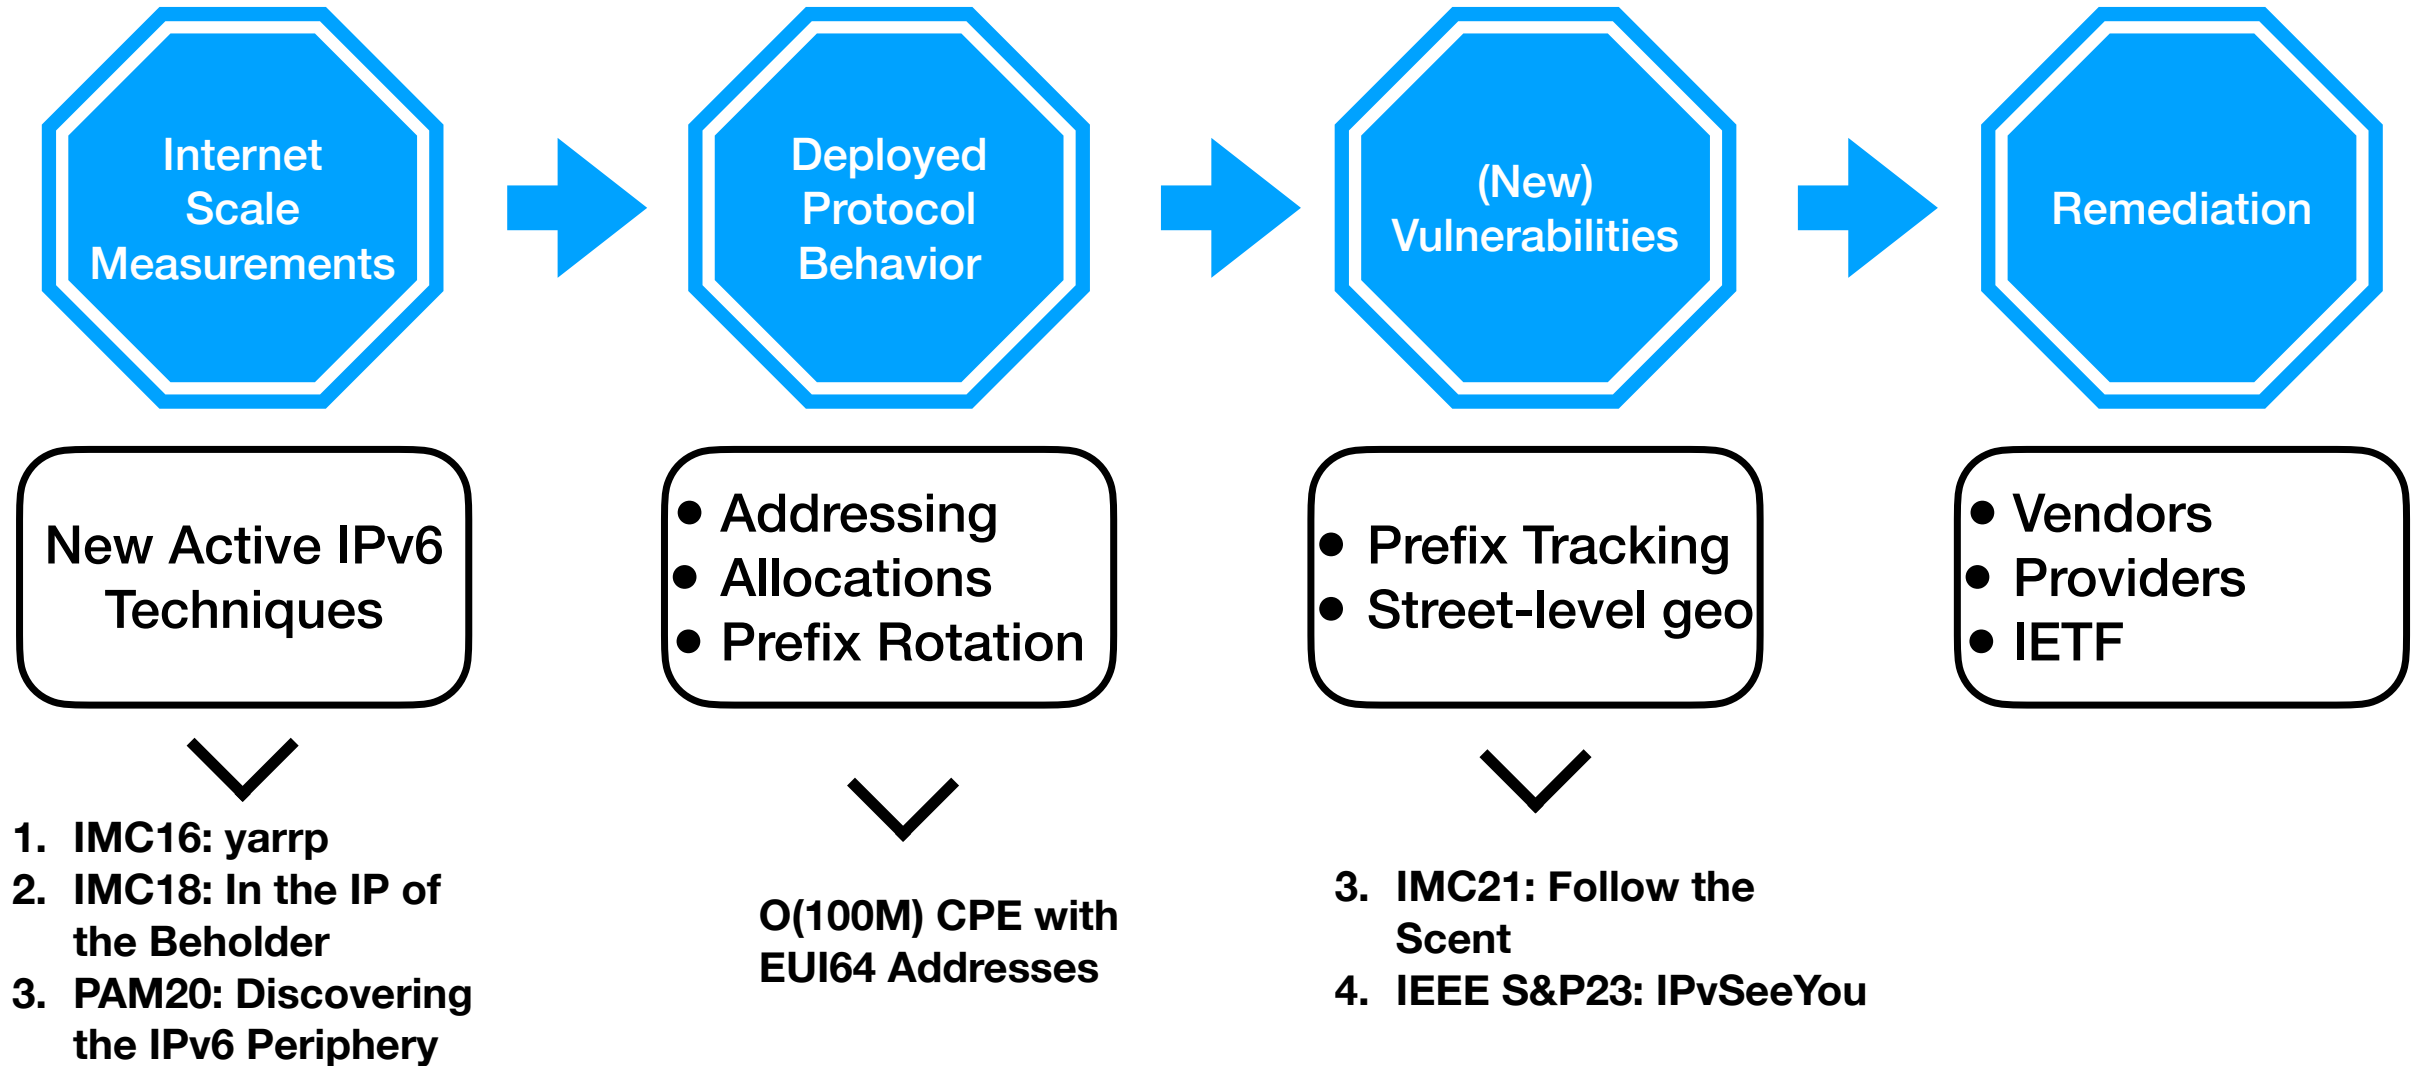 Internet
Scale
Measurements
Deployed
Protocol
Behavior
(New)
Vulnerabilities
Remediation
New Active IPv6
Techniques
• Addressing
• Allocations
• Prefix Rotation
• Prefix Tracking
• Street-level geo
• Vendors
• Providers
• IETF
1. IMC16: yarrp
2. IMC18: In the IP of
the Beholder
3. PAM20: Discovering
the IPv6 Periphery
O(100M) CPE with
EUI64 Addresses
3. IMC21: Follow the
Scent
4. IEEE S&P23: IPvSeeYou